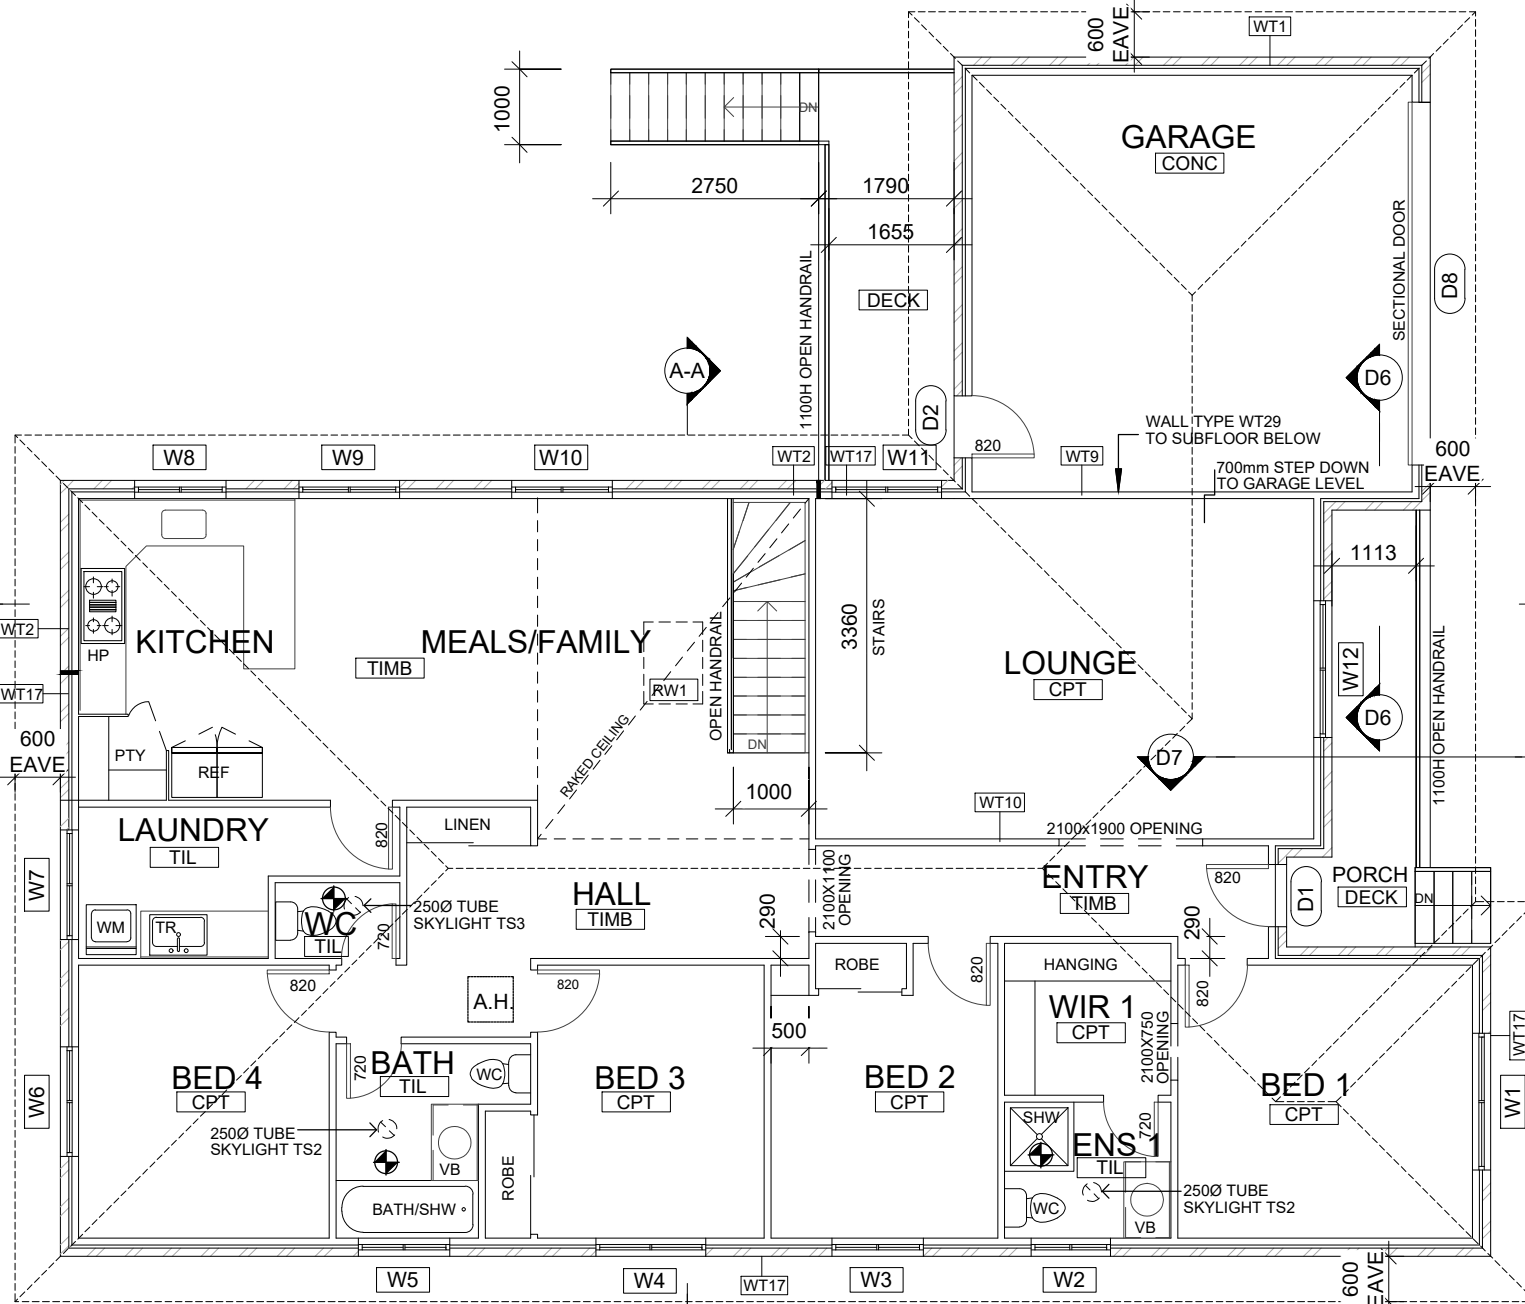 600
EAVE
WT1
1000
DN
GARAGE
CONC
2750
1790
1655
1100H OPEN HANDRAIL
DECK
SECTIONAL DOOR
D8
A-A
D6
D2
820
WALL TYPE WT29
TO SUBFLOOR BELOW
W8
W9
W10
WT2
WT17
W11
WT9
700mm STEP DOWN
TO GARAGE LEVEL
600
EAVE
1113
WT2
HP
KITCHEN
MEALS/FAMILY
TIMB
OPEN HANDRAIL
3360
STAIRS
LOUNGE
CPT
W12
1100H OPEN HANDRAIL
WT17
RW1
D6
600
EAVE
PTY
REF
RAKED CEILING
DN
D7
1000
WT10
LAUNDRY
TIL
820
LINEN
2100x1900 OPENING
W7
HALL
TIMB
2100X1100
OPENING
ENTRY
TIMB
820
D1
PORCH
DECK
DN
WM
TR
WC
TIL
720
250Ø TUBE
SKYLIGHT TS3
290
290
820
A.H.
820
ROBE
820
HANGING
820
WIR 1
CPT
2100X750
OPENING
500
WT17
BED 4
CPT
720
BATH
TIL
WC
BED 3
CPT
BED 2
CPT
BED 1
CPT
W6
W1
250Ø TUBE
SKYLIGHT TS2
VB
ROBE
BATH/SHW
SHW
720
ENS 1
TIL
WC
VB
250Ø TUBE
SKYLIGHT TS2
W5
W4
WT17
W3
W2
600
EAVE